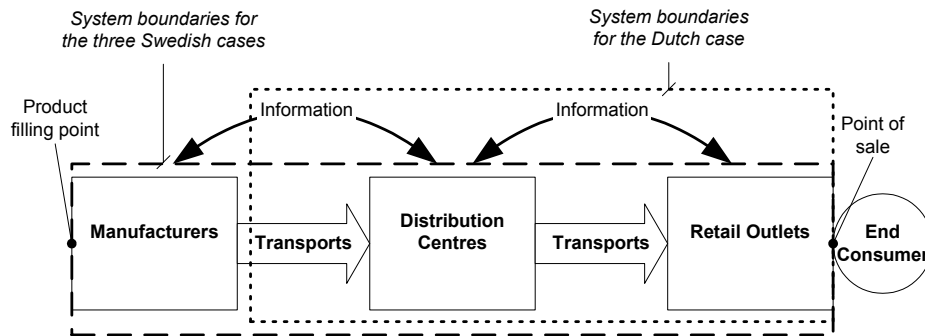 System boundaries for
the three Swedish cases
System boundaries
for the Dutch case
Product
filling point
Information
Information
Point of
sale
Manufacturers
Transports
Distribution
Centres
Transports
Retail Outlets
End
Consumer